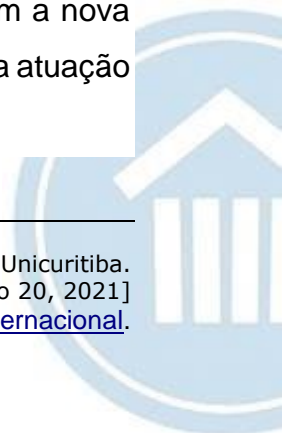 m a nova
a atuação
Unicuritiba.
o 20, 2021]
ernacional.